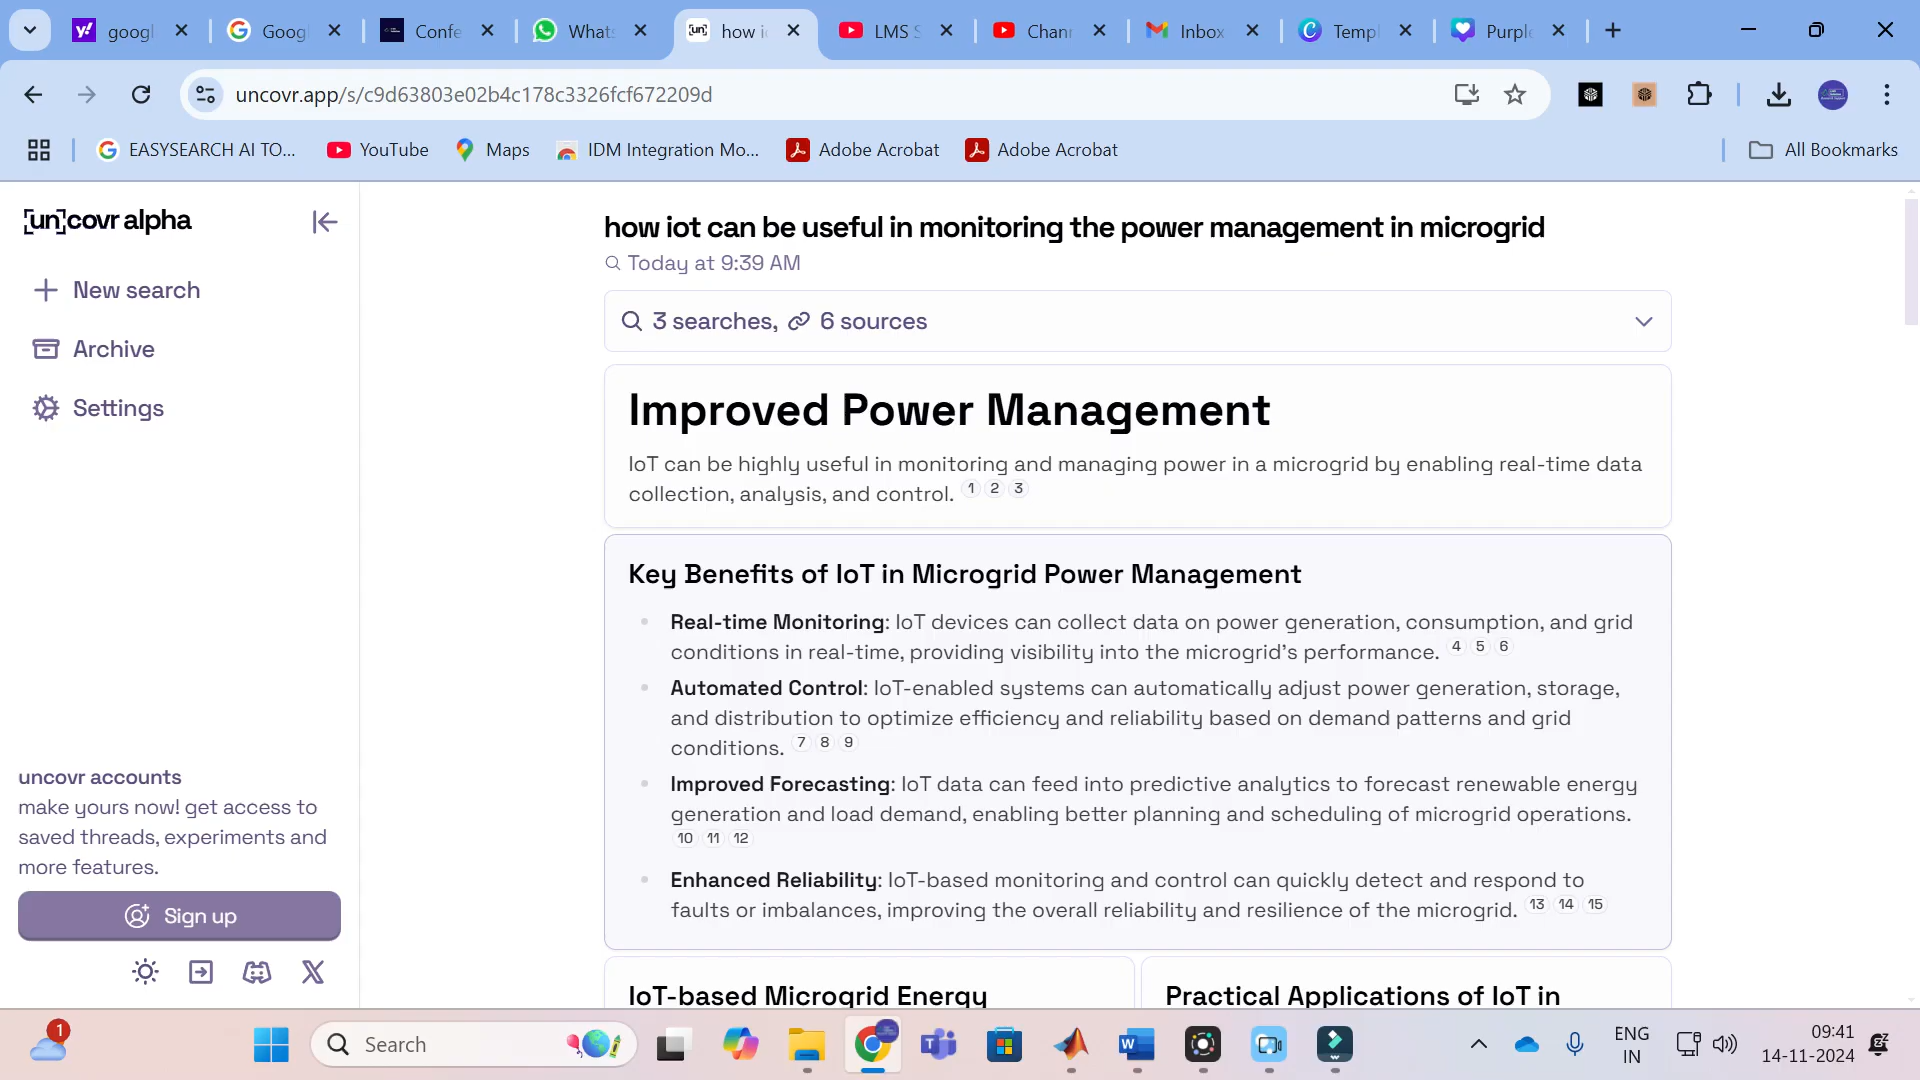 googl
Goog
Confe
What
how i
LMS S
Chan
Inbox
Temp
Purpl
uncovr.app/s/c9d63803e02b4c178c3326fcf672209d
EASYSEARCH AI TO...
YouTube
Maps
IDM Integration Mo...
Adobe Acrobat
Adobe Acrobat
All Bookmarks
[un]covr alpha
New search
Archive
Settings
uncovr accounts
make yours now! get access to
saved threads, experiments and
more features.
Sign up
how iot can be useful in monitoring the power management in microgrid
Today at 9:39 AM
3 searches, 6 sources
Improved Power Management
IoT can be highly useful in monitoring and managing power in a microgrid by enabling real-time data
collection, analysis, and control. 1 2 3
Key Benefits of IoT in Microgrid Power Management
Real-time Monitoring: IoT devices can collect data on power generation, consumption, and grid
conditions in real-time, providing visibility into the microgrid's performance. 4 5 6
Automated Control: IoT-enabled systems can automatically adjust power generation, storage,
and distribution to optimize efficiency and reliability based on demand patterns and grid
conditions. 7 8 9
Improved Forecasting: IoT data can feed into predictive analytics to forecast renewable energy
generation and load demand, enabling better planning and scheduling of microgrid operations.
10 11 12
Enhanced Reliability: IoT-based monitoring and control can quickly detect and respond to
faults or imbalances, improving the overall reliability and resilience of the microgrid. 13 14 15
IoT-based Microgrid Energy
Practical Applications of IoT in
1
Search
ENG
IN
09:41
14-11-2024